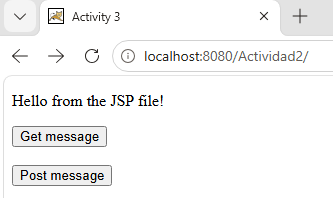 Activity 3
localhost:8080/Actividad2/
Hello from the JSP file!
Get message
Post message